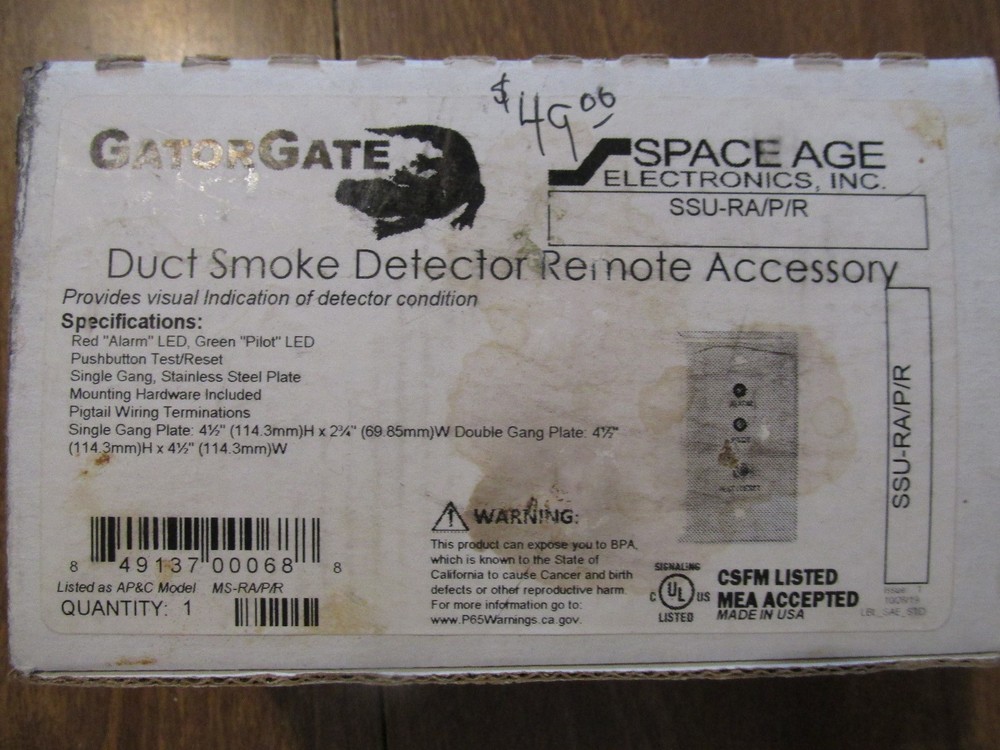 $ 49 00
GATORGATE
SPACE AGE
ELECTRONICS, INC.
SSU-RA/P/R
Duct Smoke Detector Remote Accessory
Provides visual Indication of detector condition
Specifications:
Red "Alarm" LED, Green "Pilot" LED
Pushbutton Test/Reset
Single Gang, Stainless Steel Plate
Mounting Hardware Included
Pigtail Wiring Terminations
Single Gang Plate: 4½" (114.3mm)H x 2¾" (69.85mm)W Double Gang Plate: 4½"
(114.3mm)H x 4½" (114.3mm)W
SSU-RA/P/R
8 49137 00068 8
Listed as AP&C Model MS-RA/P/R
QUANTITY: 1
WARNING:
This product can expose you to BPA,
which is known to the State of
California to cause Cancer and birth
defects or other reproductive harm.
For more information go to:
www.P65Warnings.ca.gov.
SIGNALING
C UL US
LISTED
CSFM LISTED
MEA ACCEPTED
MADE IN USA